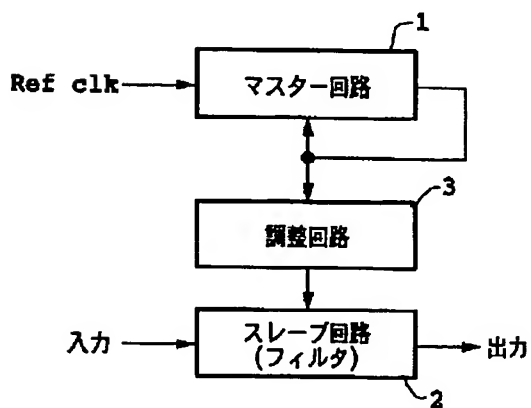 1
Ref clk
マスター回路
3
調整回路
入力
スレーブ回路
(フィルタ)
出力
2